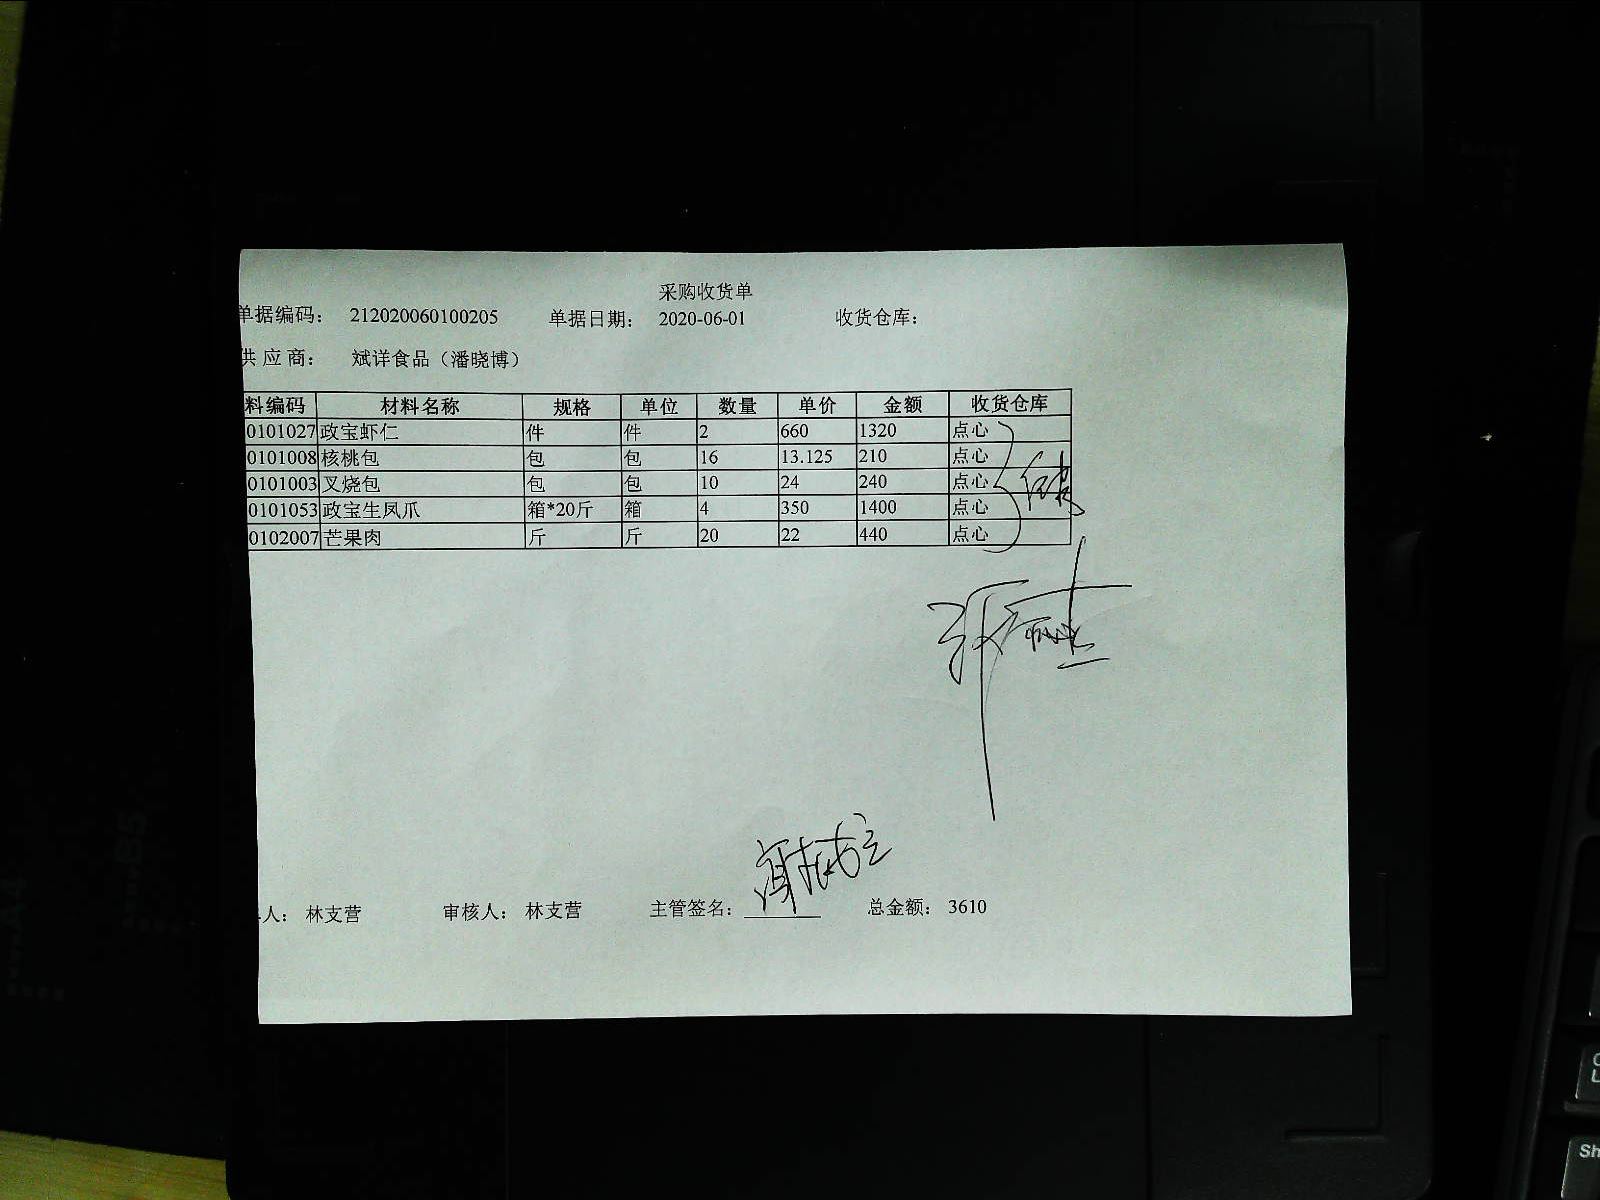 采购收货单
单据编码： 212020060100205 单据日期： 2020-06-01 收货仓库：
供应商： 斌详食品（潘晓博）
料编码 材料名称 规格 单位 数量 单价 金额 收货仓库
0101027 政宝虾仁 件 件 2 660 1320 点心
0101008 核桃包 包 包 16 13.125 210 点心
0101003 叉烧包 包 包 10 24 240 点心
0101053 政宝生凤爪 箱*20斤 箱 4 350 1400 点心
0102007 芒果肉 斤 斤 20 22 440 点心
人： 林支营 审核人： 林支营 主管签名： 总金额： 3610
B5
A4
Sh